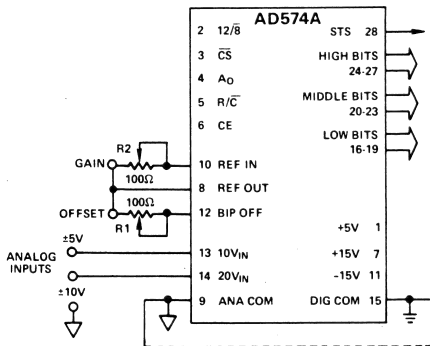 AD574A
2 12/8̅
STS 28
3 C̅S̅
HIGH BITS
24-27
4 AO
5 R/C̅
MIDDLE BITS
20-23
6 CE
LOW BITS
16-19
R2
GAIN
100Ω
10 REF IN
8 REF OUT
100Ω
OFFSET
12 BIP OFF
R1
±5V
+5V 1
ANALOG
INPUTS
13 10VIN
+15V 7
14 20VIN
-15V 11
±10V
9 ANA COM
DIG COM 15